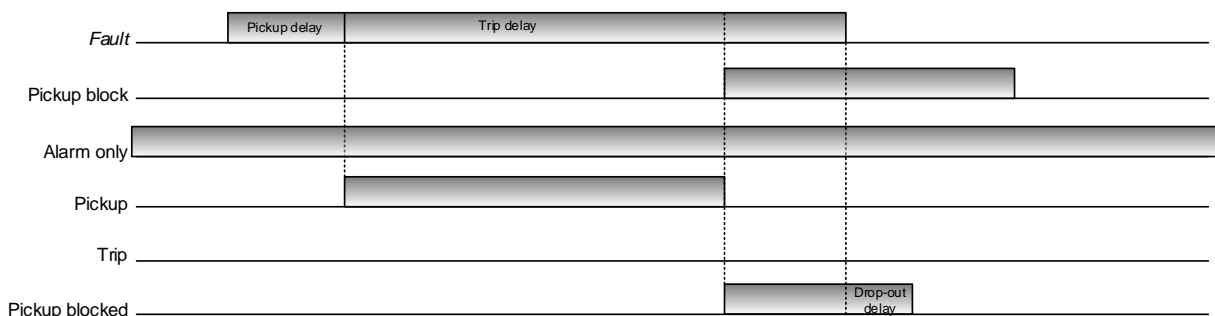 Pickup delay
Trip delay
Fault
Pickup block
Alarm only
Pickup
Trip
Drop-out
delay
Pickup blocked